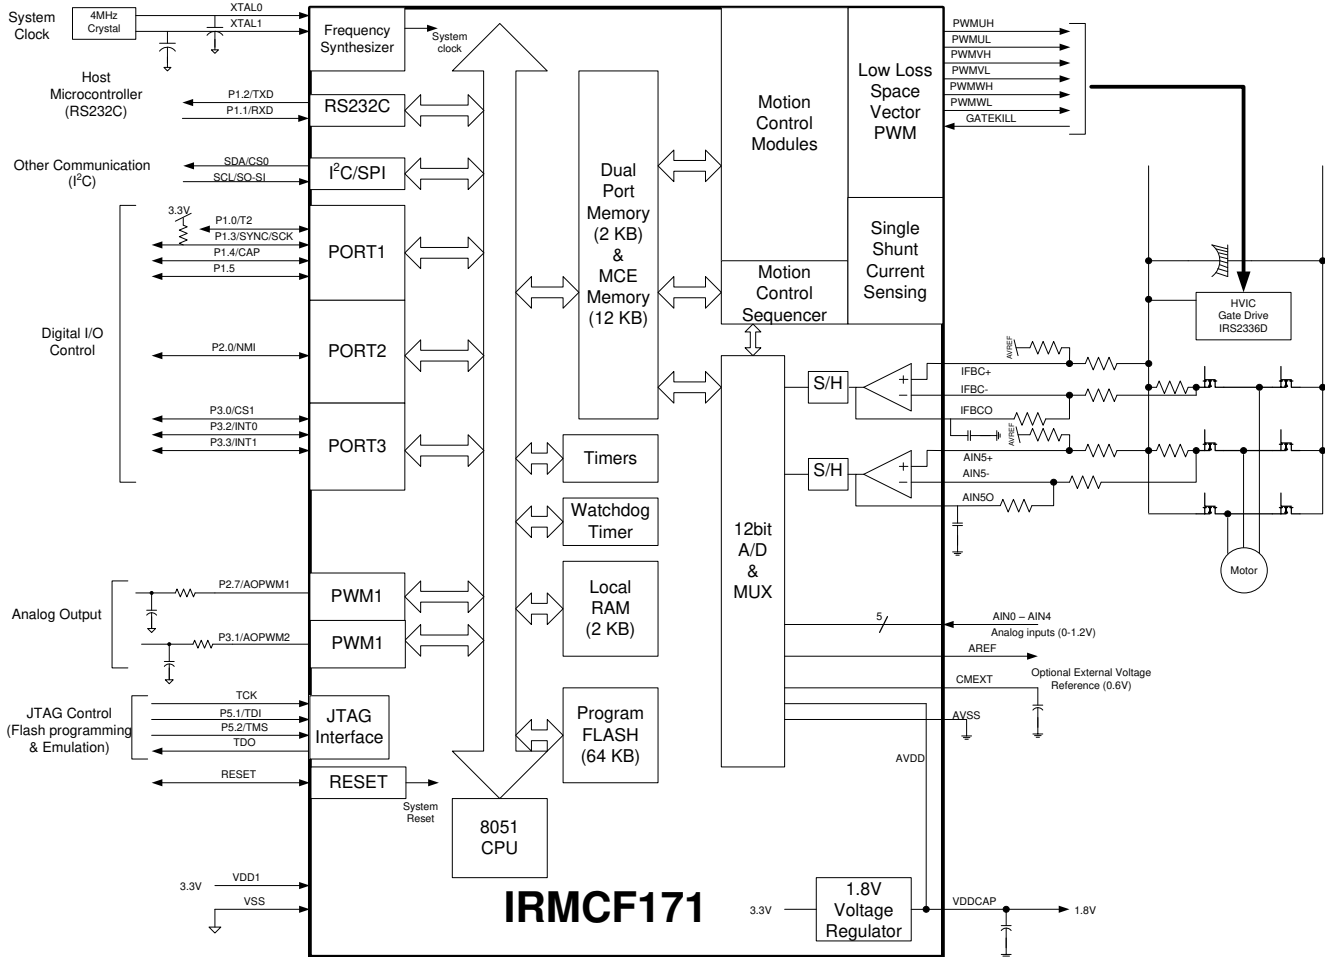 System
Clock
4MHz
Crystal
XTAL0
XTAL1
Frequency
Synthesizer
System
clock
Host
Microcontroller
(RS232C)
P1.2/TXD
P1.1/RXD
RS232C
Other Communication
(I²C)
SDA/CS0
SCL/SO-SI
I²C/SPI
Digital I/O
Control
3.3V
P1.0/T2
P1.3/SYNC/SCK
P1.4/CAP
P1.5
PORT1
P2.0/NMI
PORT2
P3.0/CS1
P3.2/INT0
P3.3/INT1
PORT3
Analog Output
P2.7/AOPWM1
PWM1
P3.1/AOPWM2
PWM1
JTAG Control
(Flash programming
& Emulation)
TCK
P5.1/TDI
P5.2/TMS
TDO
JTAG
Interface
RESET
RESET
System
Reset
3.3V
VDD1
VSS
8051
CPU
Dual
Port
Memory
(2 KB)
&
MCE
Memory
(12 KB)
Timers
Watchdog
Timer
Local
RAM
(2 KB)
Program
FLASH
(64 KB)
Motion
Control
Modules
Motion
Control
Sequencer
Low Loss
Space
Vector
PWM
Single
Shunt
Current
Sensing
12bit
A/D
&
MUX
S/H
+
−
S/H
+
−
PWMUH
PWMUL
PWMVH
PWMVL
PWMWH
PWMWL
GATEKILL
HVIC
Gate Drive
IRS2336D
AVREF
IFBC+
IFBC-
IFBCO
AVREF
AIN5+
AIN5-
AIN5O
Motor
5
AIN0 – AIN4
Analog inputs (0-1.2V)
AREF
Optional External Voltage
Reference (0.6V)
CMEXT
AVSS
AVDD
IRMCF171
3.3V
1.8V
Voltage
Regulator
VDDCAP
1.8V